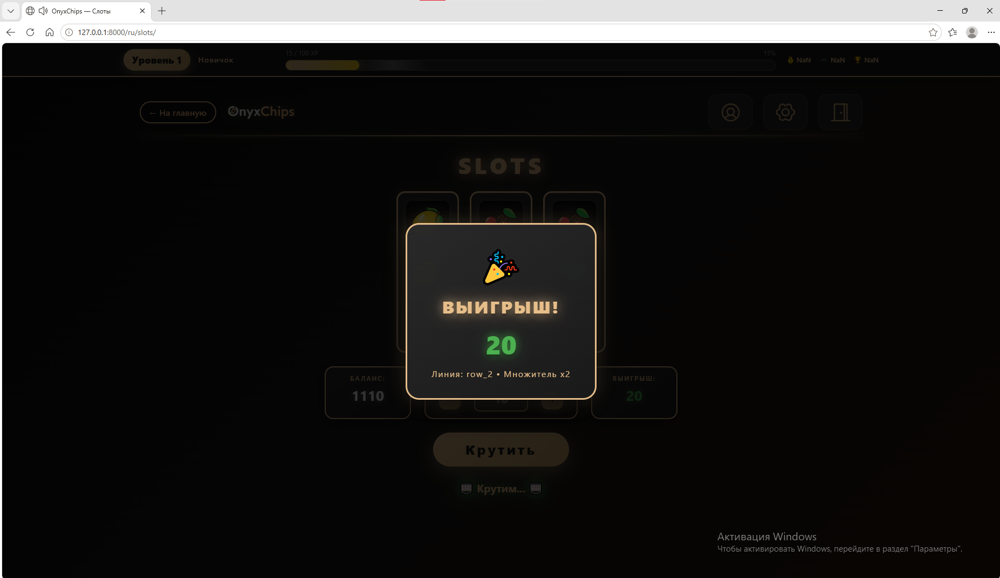 OnyxChips — Слоты
127.0.0.1:8000/ru/slots/
15 / 100 XP
15%
Уровень 1
Новичок
NaN
NaN
NaN
← На главную
OnyxChips
SLOTS
ВЫИГРЫШ!
20
Линия: row_2 • Множитель x2
БАЛАНС:
1110
10
ВЫИГРЫШ:
20
Крутить
Крутим...
Активация Windows
Чтобы активировать Windows, перейдите в раздел "Параметры".